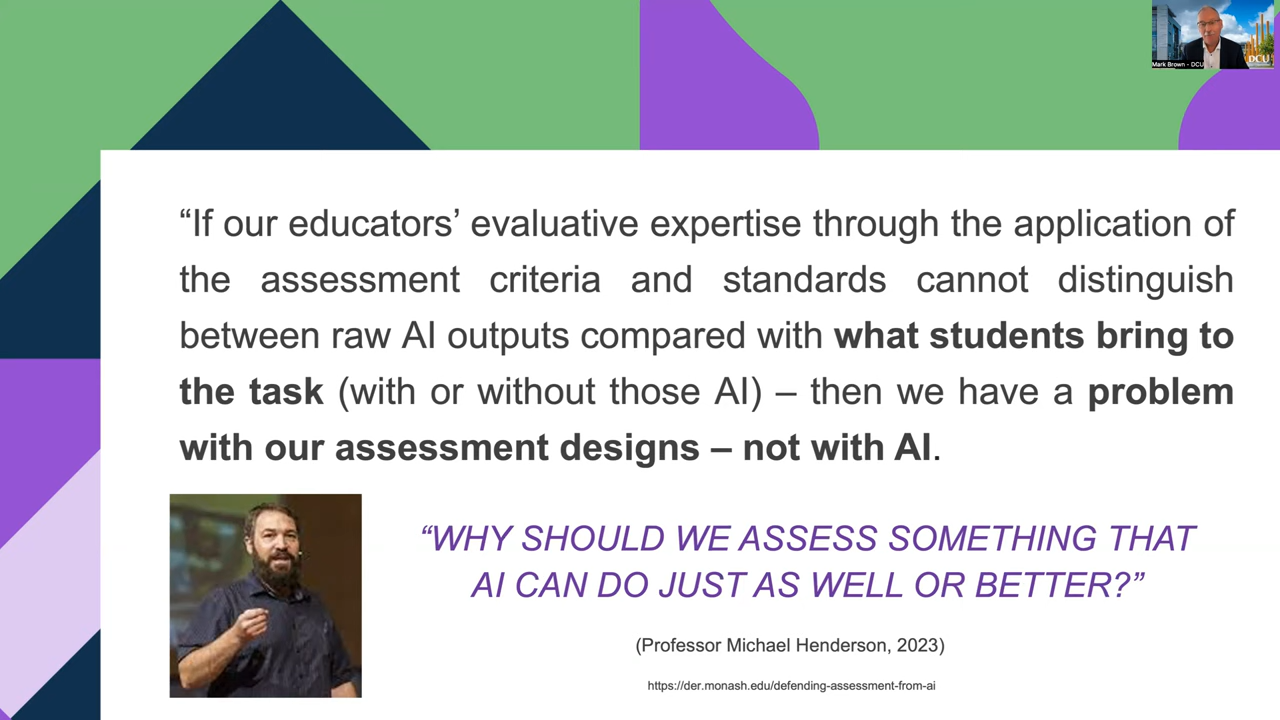 Mark Brown - DCU
DCU
“If our educators’ evaluative expertise through the application of
the assessment criteria and standards cannot distinguish
between raw AI outputs compared with what students bring to
the task (with or without those AI) – then we have a problem
with our assessment designs – not with AI.
“WHY SHOULD WE ASSESS SOMETHING THAT
AI CAN DO JUST AS WELL OR BETTER?”
(Professor Michael Henderson, 2023)
https://der.monash.edu/defending-assessment-from-ai